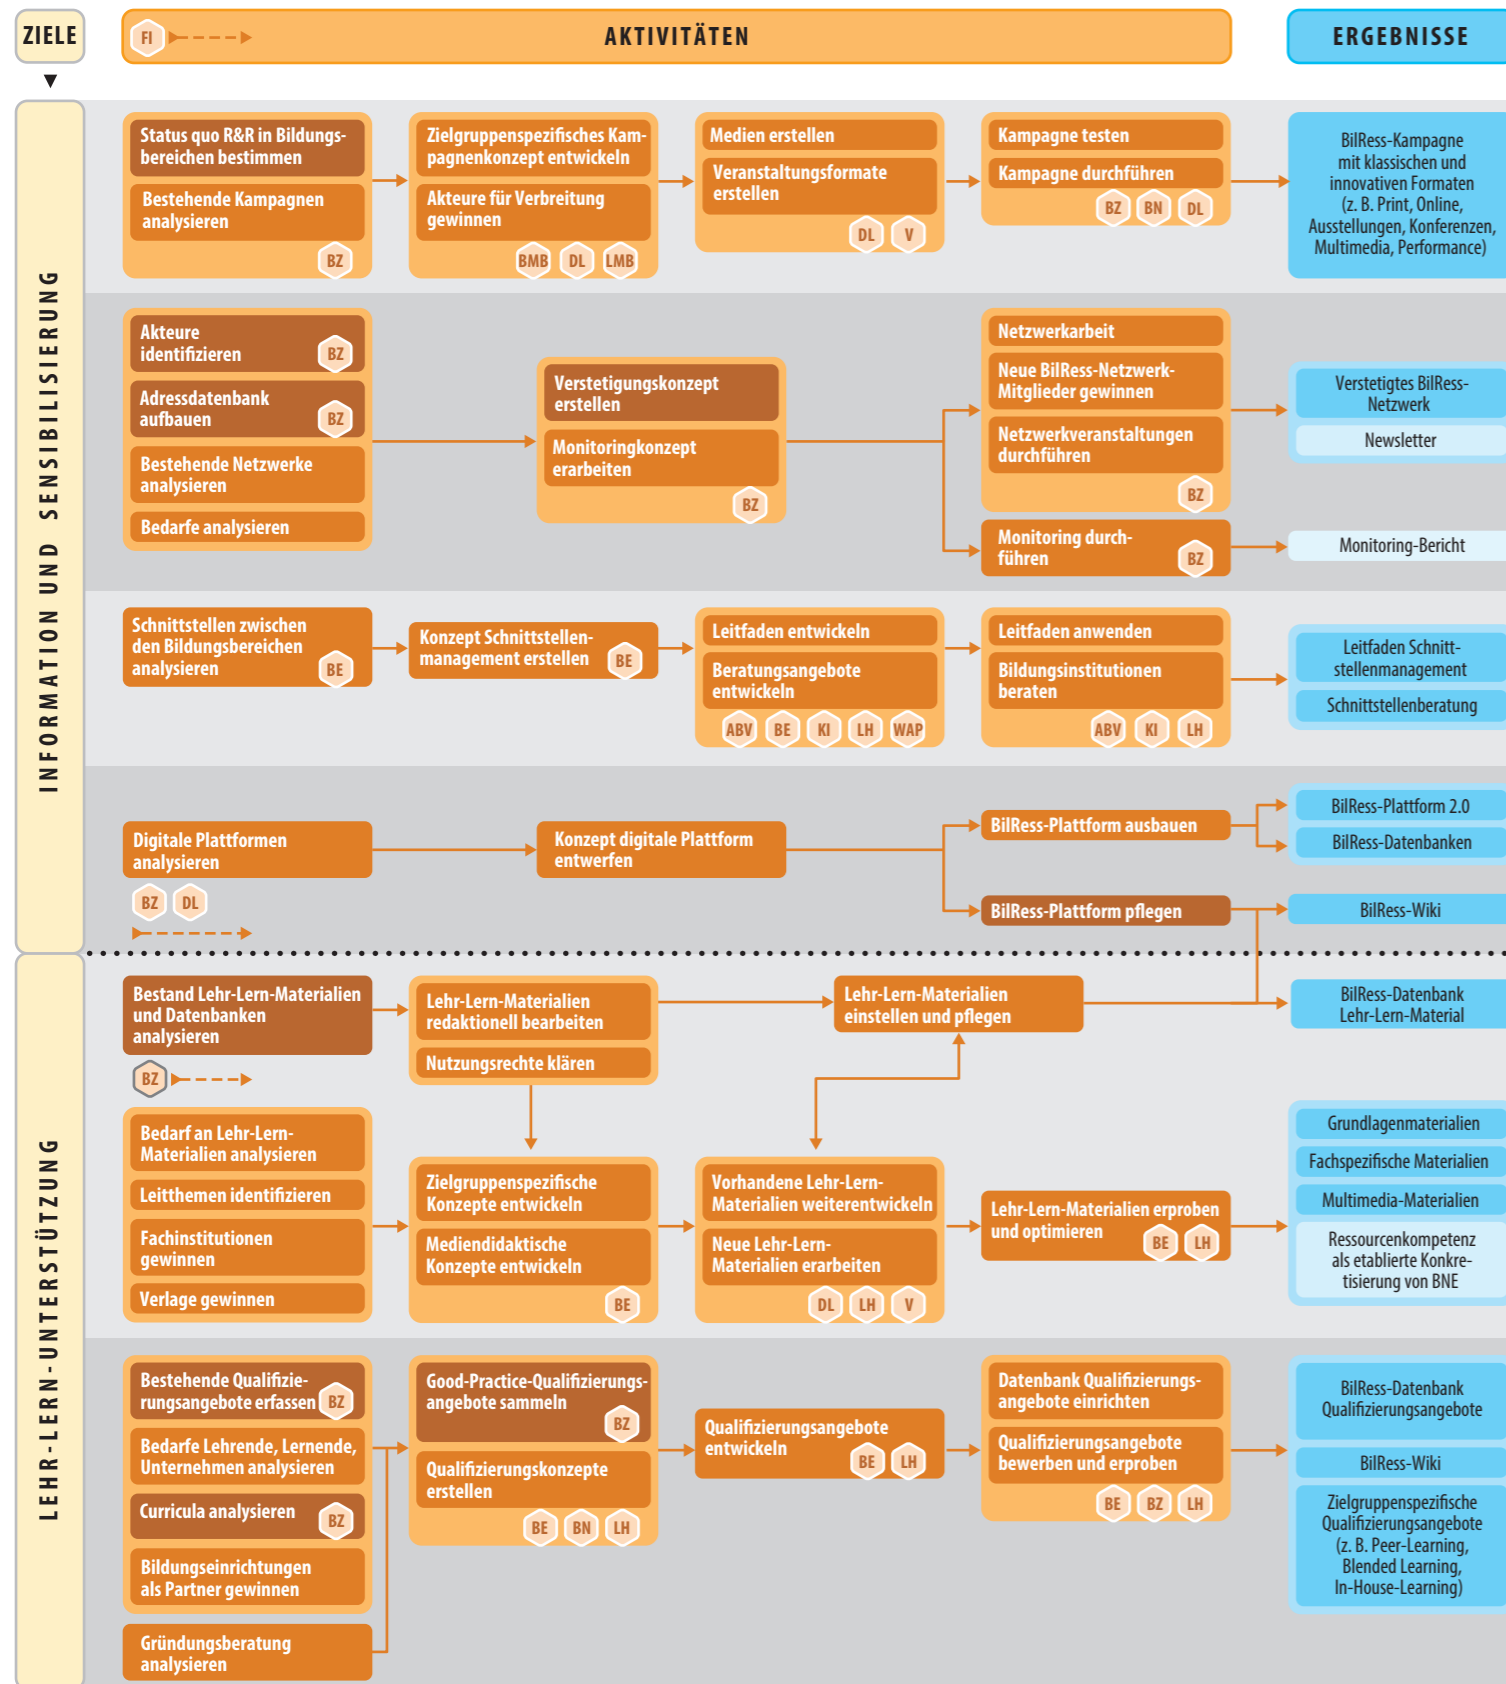 ZIELE
FI
AKTIVITÄTEN
ERGEBNISSE
INFORMATION UND SENSIBILISIERUNG
Status quo R&R in Bildungs-
bereichen bestimmen
Bestehende Kampagnen
analysieren
BZ
Zielgruppenspezifisches Kam-
pagnenkonzept entwickeln
Akteure für Verbreitung
gewinnen
BMB DL LMB
Medien erstellen
Veranstaltungsformate
erstellen
DL V
Kampagne testen
Kampagne durchführen
BZ BN DL
BilRess-Kampagne
mit klassischen und
innovativen Formaten
(z. B. Print, Online,
Ausstellungen, Konferenzen,
Multimedia, Performance)
Akteure
identifizieren
BZ
Adressdatenbank
aufbauen
BZ
Bestehende Netzwerke
analysieren
Bedarfe analysieren
Verstetigungskonzept
erstellen
Monitoringkonzept
erarbeiten
BZ
Netzwerkarbeit
Neue BilRess-Netzwerk-
Mitglieder gewinnen
Netzwerkveranstaltungen
durchführen
BZ
Monitoring durch-
führen
BZ
Verstetigtes BilRess-
Netzwerk
Newsletter
Monitoring-Bericht
Schnittstellen zwischen
den Bildungsbereichen
analysieren
BE
Konzept Schnittstellen-
management erstellen
BE
Leitfaden entwickeln
Beratungsangebote
entwickeln
ABV BE KI LH WAP
Leitfaden anwenden
Bildungsinstitutionen
beraten
ABV KI LH
Leitfaden Schnitt-
stellenmanagement
Schnittstellenberatung
Digitale Plattformen
analysieren
BZ DL
Konzept digitale Plattform
entwerfen
BilRess-Plattform ausbauen
BilRess-Plattform pflegen
BilRess-Plattform 2.0
BilRess-Datenbanken
BilRess-Wiki
LEHR-LERN-UNTERSTÜTZUNG
Bestand Lehr-Lern-Materialien
und Datenbanken
analysieren
BZ
Lehr-Lern-Materialien
redaktionell bearbeiten
Nutzungsrechte klären
Lehr-Lern-Materialien
einstellen und pflegen
BilRess-Datenbank
Lehr-Lern-Material
Bedarf an Lehr-Lern-
Materialien analysieren
Leitthemen identifizieren
Fachinstitutionen
gewinnen
Verlage gewinnen
Zielgruppenspezifische
Konzepte entwickeln
Mediendidaktische
Konzepte entwickeln
BE
Vorhandene Lehr-Lern-
Materialien weiterentwickeln
Neue Lehr-Lern-
Materialien erarbeiten
DL LH V
Lehr-Lern-Materialien erproben
und optimieren
BE LH
Grundlagenmaterialien
Fachspezifische Materialien
Multimedia-Materialien
Ressourcenkompetenz
als etablierte Konkre-
tisierung von BNE
Bestehende Qualifizie-
rungsangebote erfassen
BZ
Bedarfe Lehrende, Lernende,
Unternehmen analysieren
Curricula analysieren
BZ
Bildungseinrichtungen
als Partner gewinnen
Gründungsberatung
analysieren
Good-Practice-Qualifizierungs-
angebote sammeln
BZ
Qualifizierungskonzepte
erstellen
BE BN LH
Qualifizierungsangebote
entwickeln
BE LH
Datenbank Qualifizierungs-
angebote einrichten
Qualifizierungsangebote
bewerben und erproben
BE BZ LH
BilRess-Datenbank
Qualifizierungsangebote
BilRess-Wiki
Zielgruppenspezifische
Qualifizierungsangebote
(z. B. Peer-Learning,
Blended Learning,
In-House-Learning)